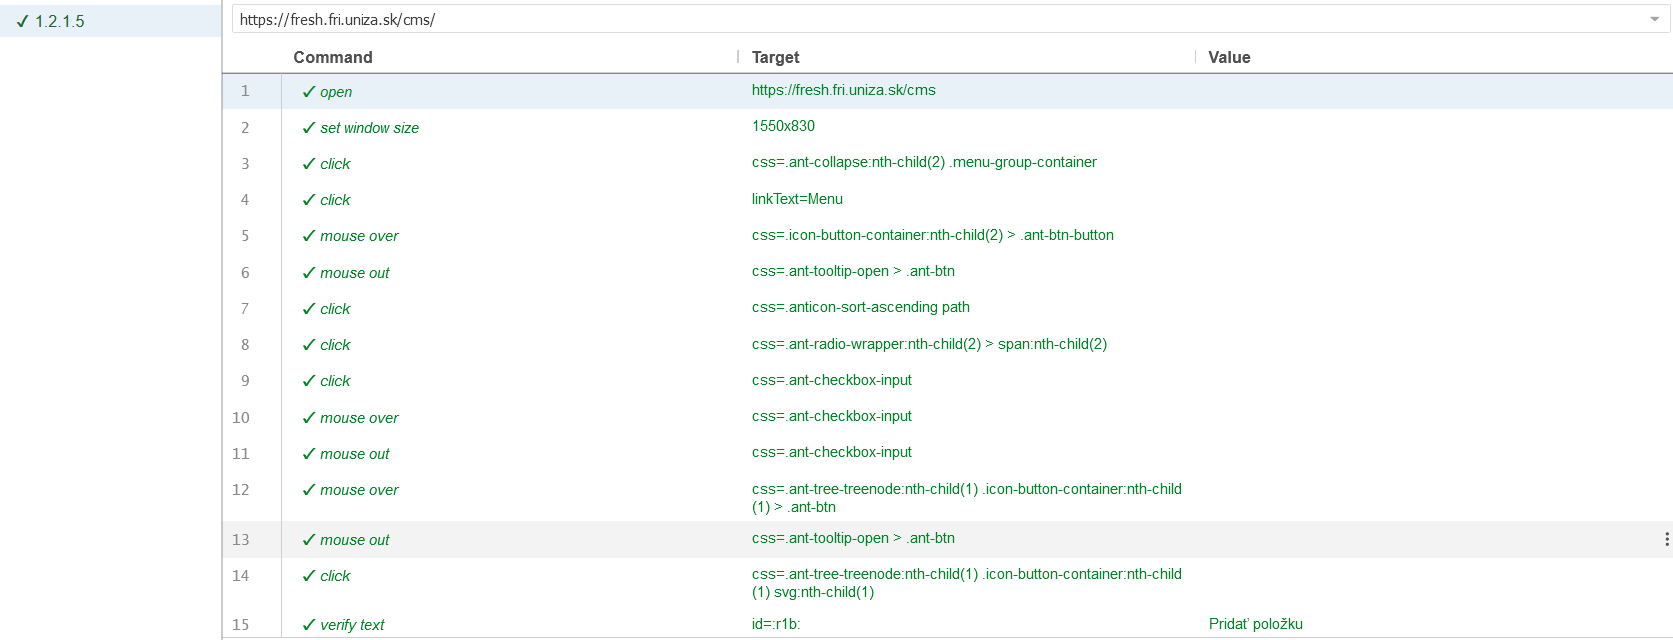 ✓ 1.2.1.5
https://fresh.fri.uniza.sk/cms/
Command Target Value
1 ✓ open https://fresh.fri.uniza.sk/cms
2 ✓ set window size 1550x830
3 ✓ click css=.ant-collapse:nth-child(2) .menu-group-container
4 ✓ click linkText=Menu
5 ✓ mouse over css=.icon-button-container:nth-child(2) > .ant-btn-button
6 ✓ mouse out css=.ant-tooltip-open > .ant-btn
7 ✓ click css=.anticon-sort-ascending path
8 ✓ click css=.ant-radio-wrapper:nth-child(2) > span:nth-child(2)
9 ✓ click css=.ant-checkbox-input
10 ✓ mouse over css=.ant-checkbox-input
11 ✓ mouse out css=.ant-checkbox-input
12 ✓ mouse over css=.ant-tree-treenode:nth-child(1) .icon-button-container:nth-child
(1) > .ant-btn
13 ✓ mouse out css=.ant-tooltip-open > .ant-btn
14 ✓ click css=.ant-tree-treenode:nth-child(1) .icon-button-container:nth-child
(1) svg:nth-child(1)
15 ✓ verify text id=:r1b: Pridať položku